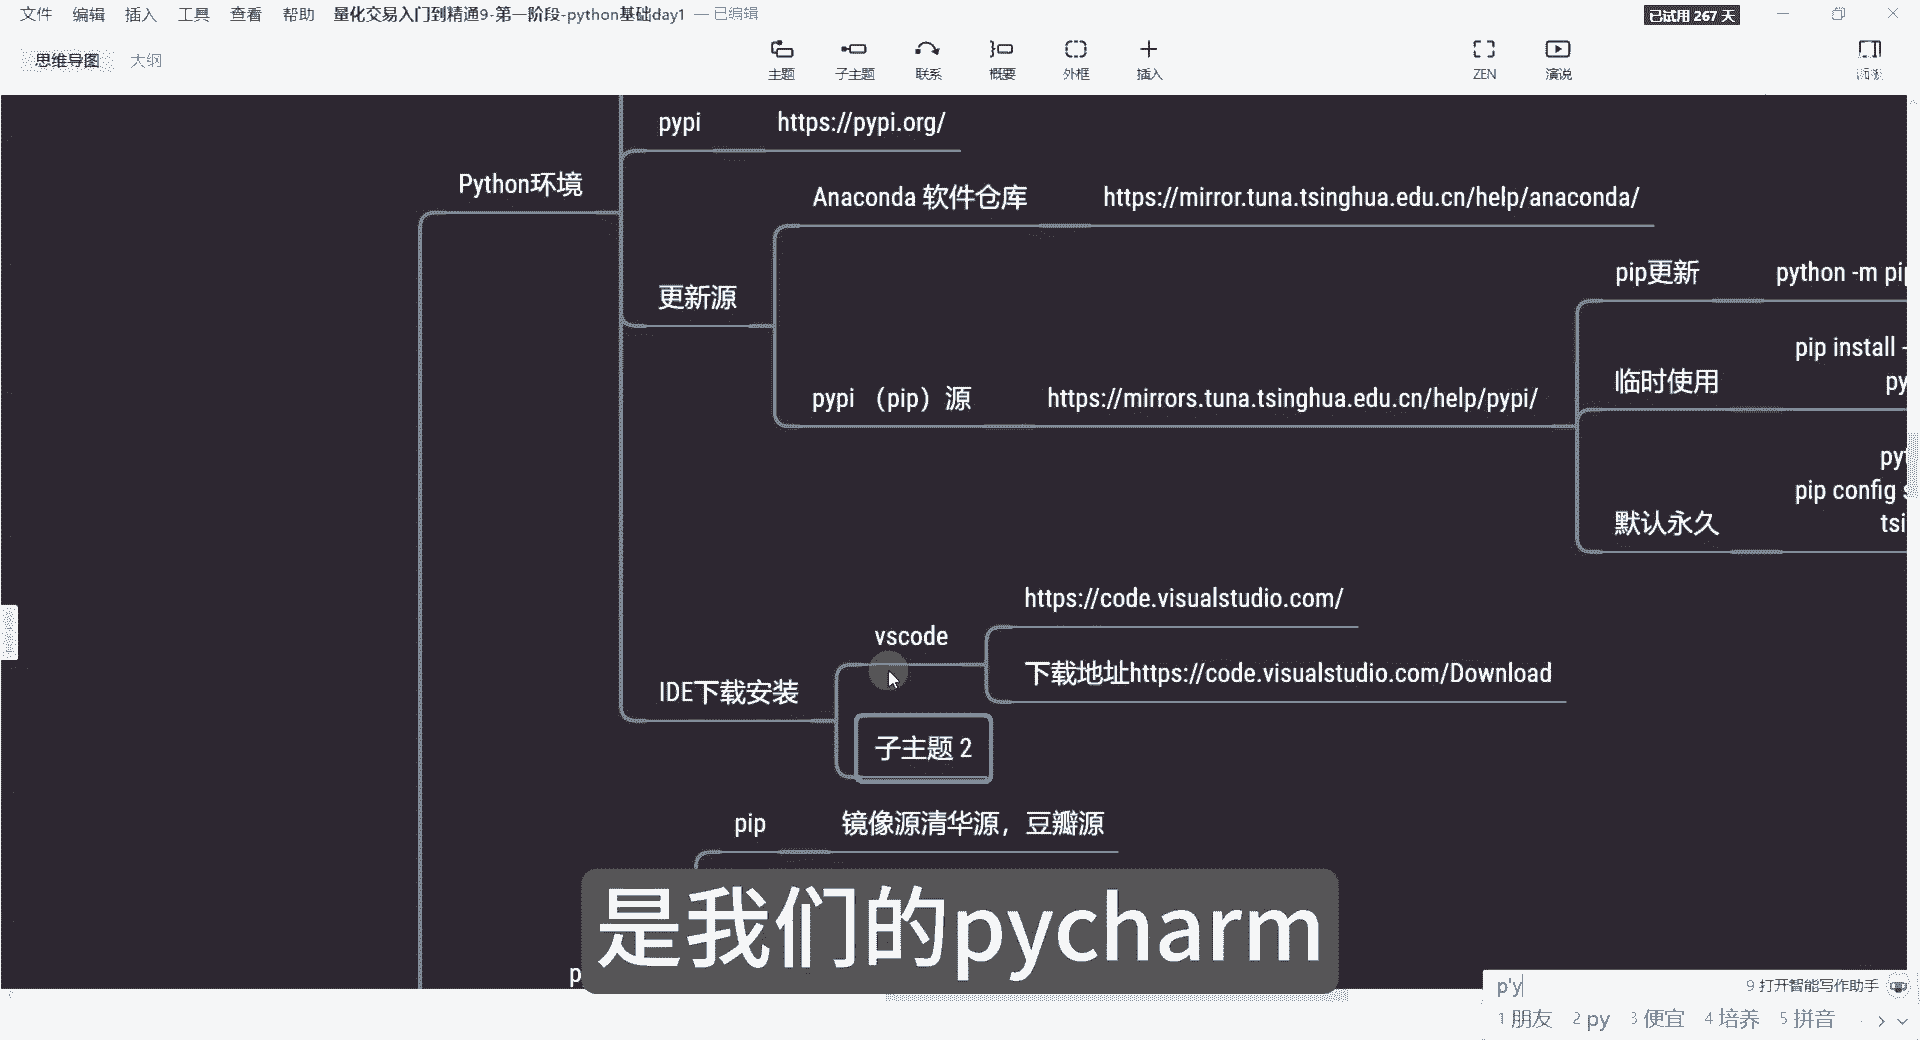 文件 编辑 插入 工具 查看 帮助 量化交易入门到精通9-第一阶段-python基础day1 — 已编辑 已试用 267 天
思维导图 大纲 主题 子主题 联系 概要 外框 插入 ZEN 演说
pypi https://pypi.org/
Python环境
Anaconda 软件仓库 https://mirror.tuna.tsinghua.edu.cn/help/anaconda/
pip更新 python -m pip
更新源
pip install -
临时使用 py
pypi （pip）源 https://mirrors.tuna.tsinghua.edu.cn/help/pypi/
pyt
pip config s
默认永久 tsi
https://code.visualstudio.com/
vscode
下载地址https://code.visualstudio.com/Download
IDE下载安装
子主题 2
pip 镜像源清华源，豆瓣源
是我们的pycharm
p
p'y 9 打开智能写作助手
1 朋友 2 py 3 便宜 4 培养 5 拼音